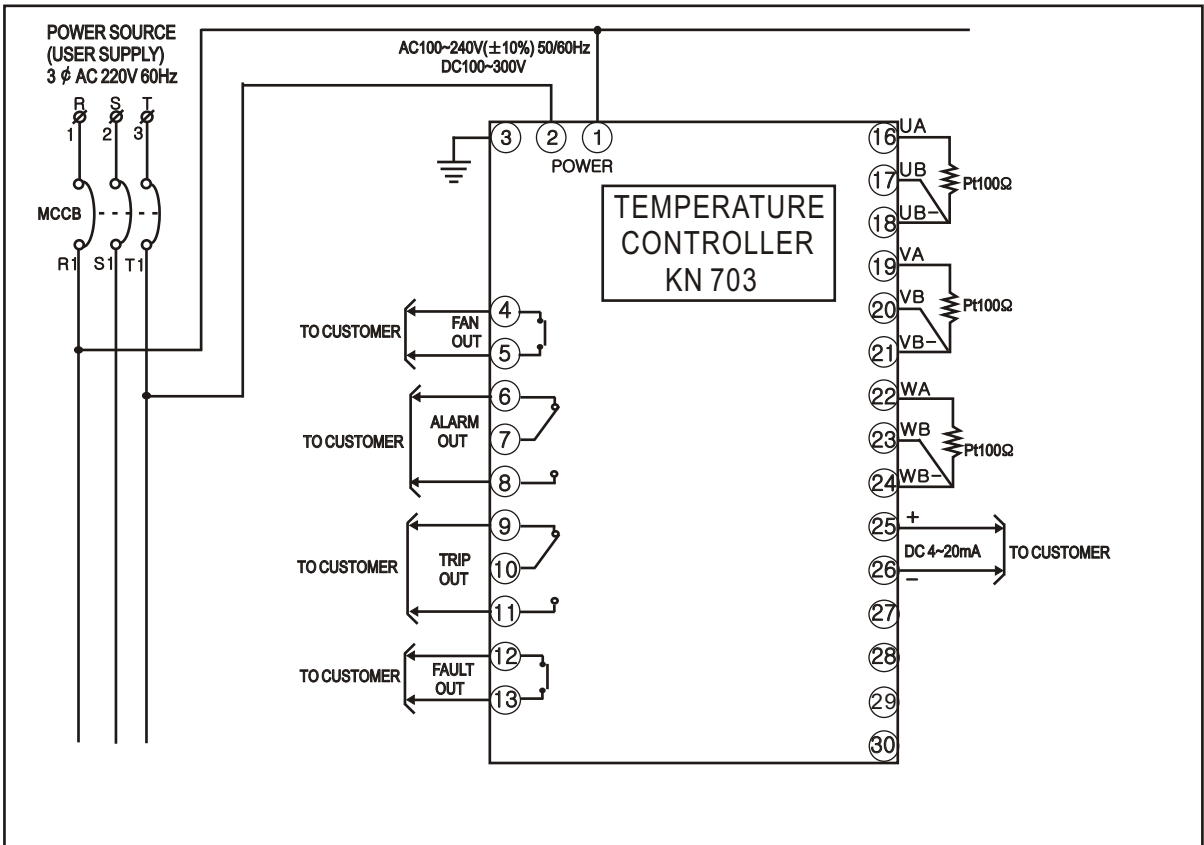 POWER SOURCE
(USER SUPPLY)
3 ϕ AC 220V 60Hz
R S T
1 2 3
MCCB
R1 S1 T1
AC100~240V(±10%) 50/60Hz
DC100~300V
3 2 1
POWER
TEMPERATURE
CONTROLLER
KN 703
TO CUSTOMER
4
FAN
OUT
5
TO CUSTOMER
6
ALARM
OUT
7
8
TO CUSTOMER
9
TRIP
OUT
10
11
TO CUSTOMER
12
FAULT
OUT
13
16 UA
17 UB
18 UB-
Pt100Ω
19 VA
20 VB
21 VB-
Pt100Ω
22 WA
23 WB
24 WB-
Pt100Ω
25 +
DC 4~20mA
TO CUSTOMER
26 −
27
28
29
30